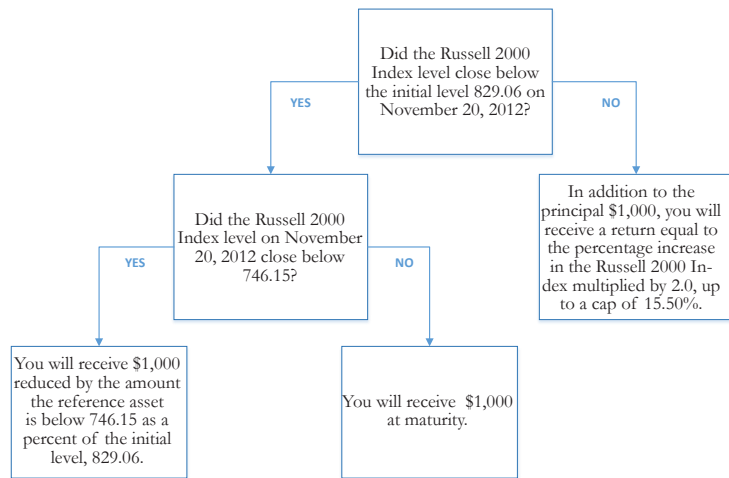 Did the Russell 2000
Index level close below
the initial level 829.06 on
November 20, 2012?
YES
NO
Did the Russell 2000
Index level on November
20, 2012 close below
746.15?
In addition to the
principal $1,000, you will
receive a return equal to
the percentage increase
in the Russell 2000 In-
dex multiplied by 2.0, up
to a cap of 15.50%.
YES
NO
You will receive $1,000
reduced by the amount
the reference asset
is below 746.15 as a
percent of the initial
level, 829.06.
You will receive $1,000
at maturity.